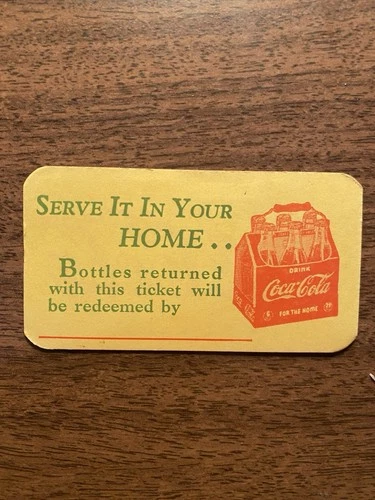 SERVE IT IN YOUR
HOME . .
Bottles returned
with this ticket will
be redeemed by
DRINK
Coca-Cola
FOR THE HOME